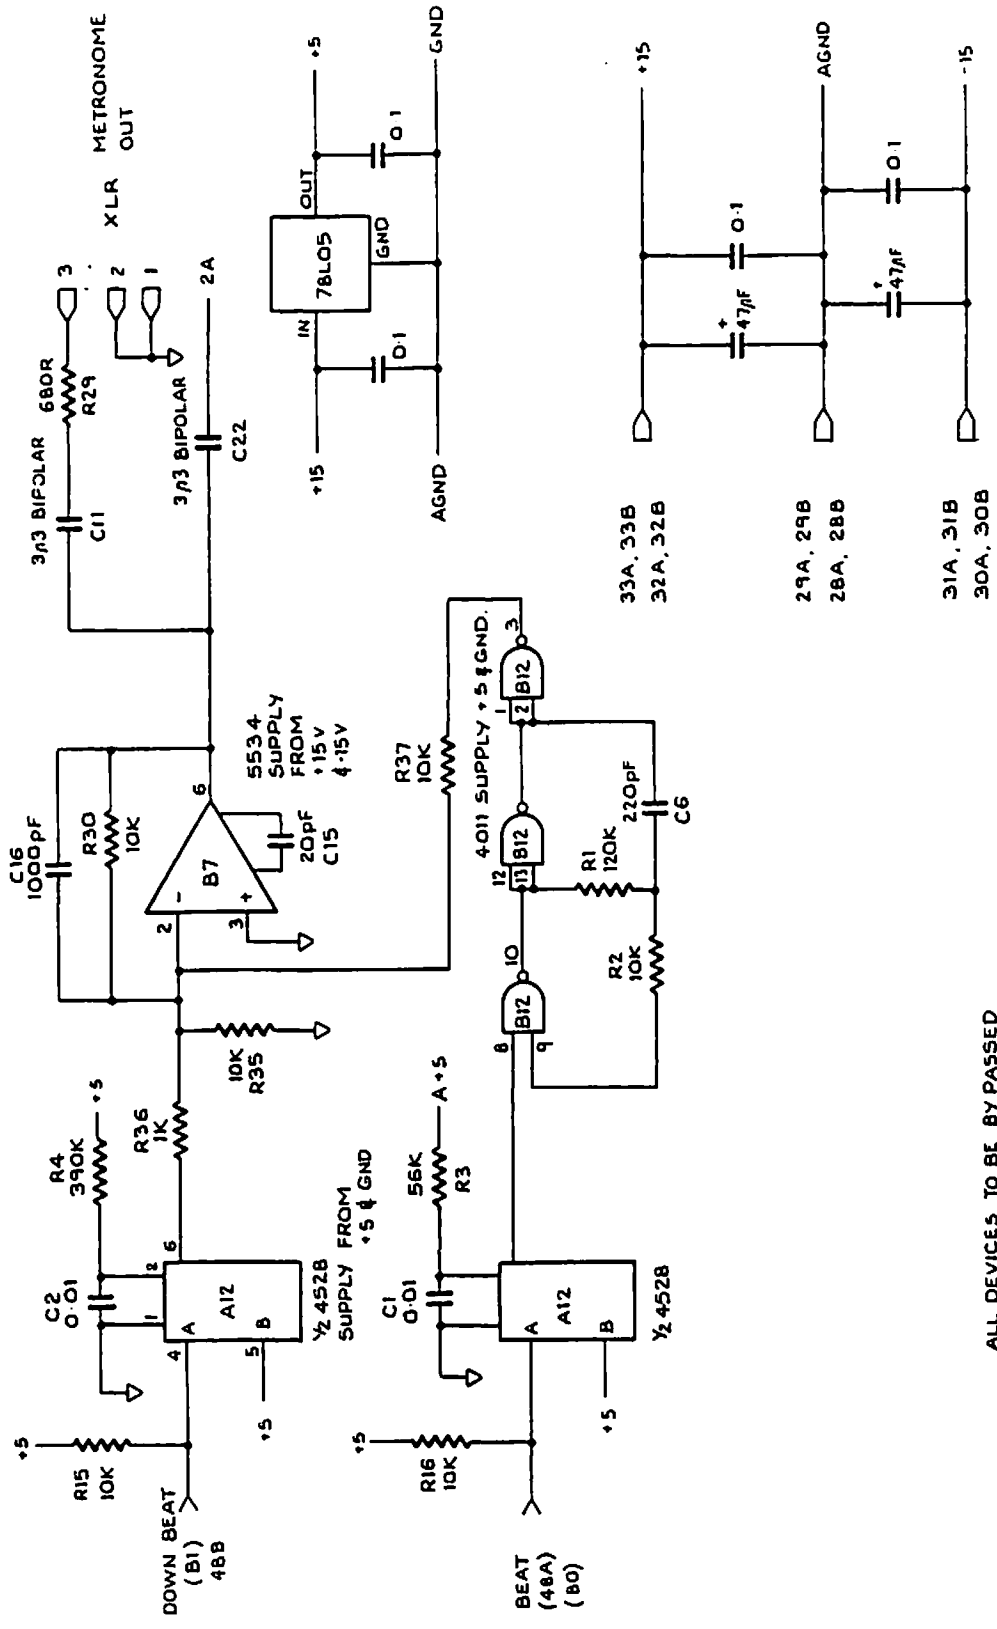 DOWN BEAT
(B1)
48B
+5
R15
10K
C2
0.01
R4
390K
+5
4
A
1
2
A12
6
5
B
+5
½ 4528
SUPPLY FROM
+5 & GND
R36
1K
10K
R35
C16
1000pF
R30
10K
2
-
3
+
B7
6
20pF
C15
5534
SUPPLY
FROM
+15V
& -15V
3n3 BIPOLAR
C11
680R
R29
3
2
1
XLR
METRONOME
OUT
3n3 BIPOLAR
C22
2A
BEAT
(48A)
(B0)
+5
R16
10K
C1
0.01
56K
R3
A+5
A
A12
B
+5
½ 4528
8
9
B12
10
12
13
B12
1
2
B12
3
4011 SUPPLY +5 & GND.
R37
10K
R2
10K
R1
120K
220pF
C6
+15
IN
78L05
OUT
GND
+5
0.1
0.1
AGND
GND
33A, 33B
32A, 32B
+15
+
47µF
0.1
29A, 29B
28A, 28B
AGND
+
47µF
0.1
31A, 31B
30A, 30B
-15
ALL DEVICES TO BE BY PASSED